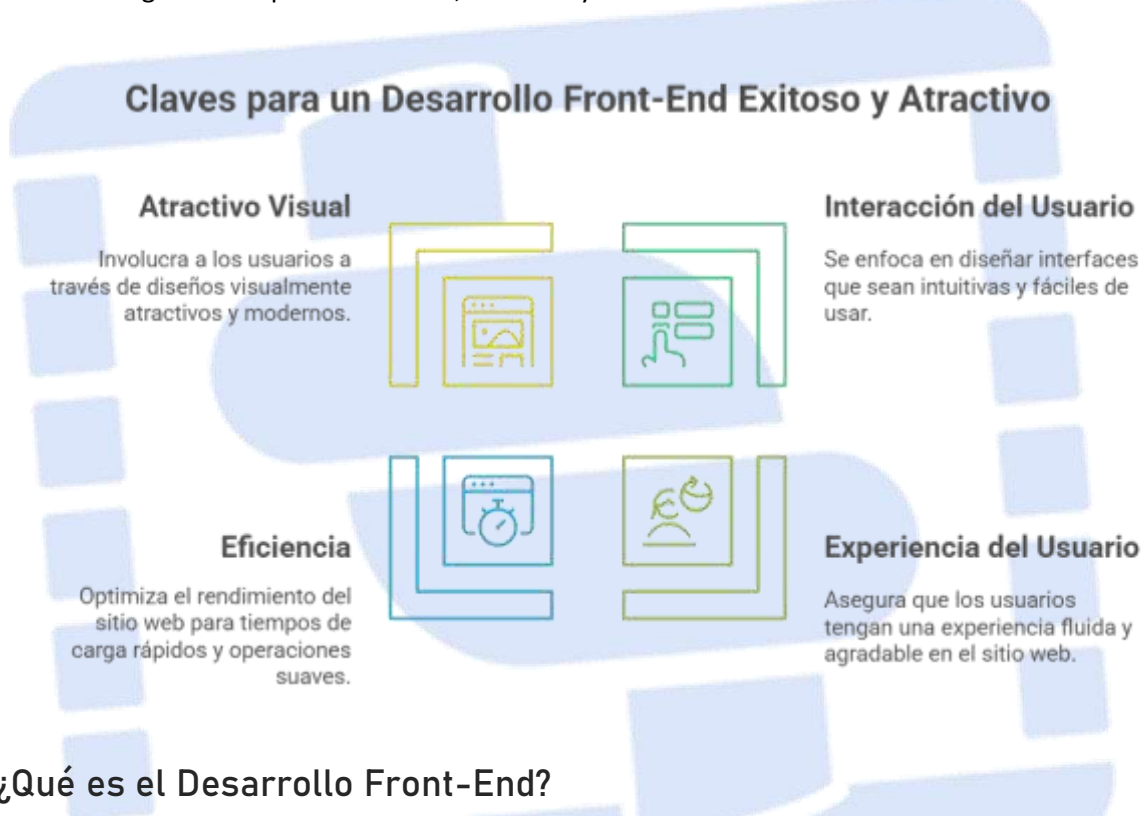 Claves para un Desarrollo Front-End Exitoso y Atractivo
Atractivo Visual
Involucra a los usuarios a
través de diseños visualmente
atractivos y modernos.
Interacción del Usuario
Se enfoca en diseñar interfaces
que sean intuitivas y fáciles de
usar.
Eficiencia
Optimiza el rendimiento del
sitio web para tiempos de
carga rápidos y operaciones
suaves.
Experiencia del Usuario
Asegura que los usuarios
tengan una experiencia fluida y
agradable en el sitio web.
¿Qué es el Desarrollo Front-End?